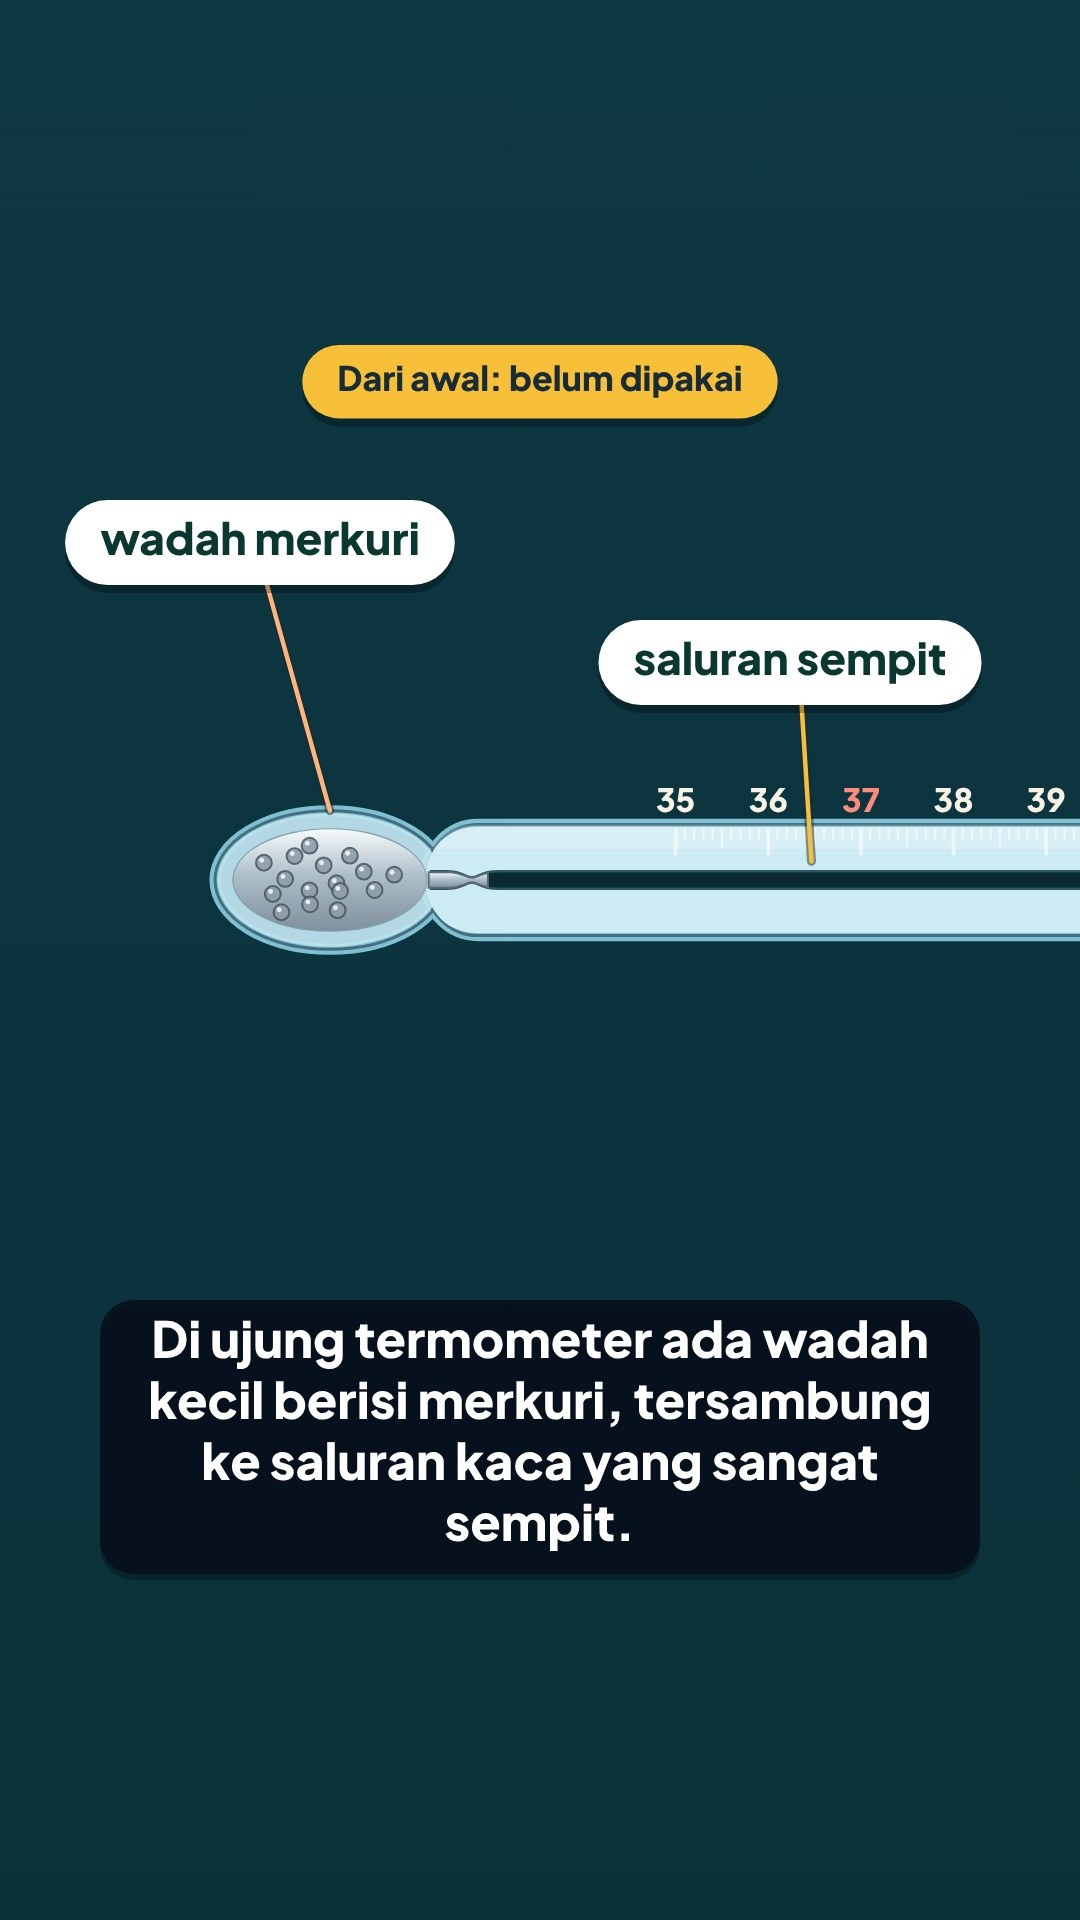 Dari awal: belum dipakai
wadah merkuri
saluran sempit
35 36 37 38 39
Di ujung termometer ada wadah
kecil berisi merkuri, tersambung
ke saluran kaca yang sangat
sempit.